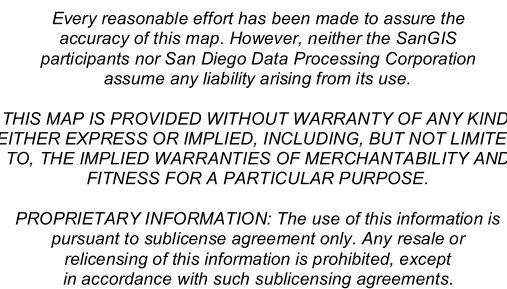 Every reasonable effort has been made to assure the
accuracy of this map. However, neither the SanGIS
participants nor San Diego Data Processing Corporation
assume any liability arising from its use.
THIS MAP IS PROVIDED WITHOUT WARRANTY OF ANY KIND
EITHER EXPRESS OR IMPLIED, INCLUDING, BUT NOT LIMITE
TO, THE IMPLIED WARRANTIES OF MERCHANTABILITY AND
FITNESS FOR A PARTICULAR PURPOSE.
PROPRIETARY INFORMATION: The use of this information is
pursuant to sublicense agreement only. Any resale or
relicensing of this information is prohibited, except
in accordance with such sublicensing agreements.